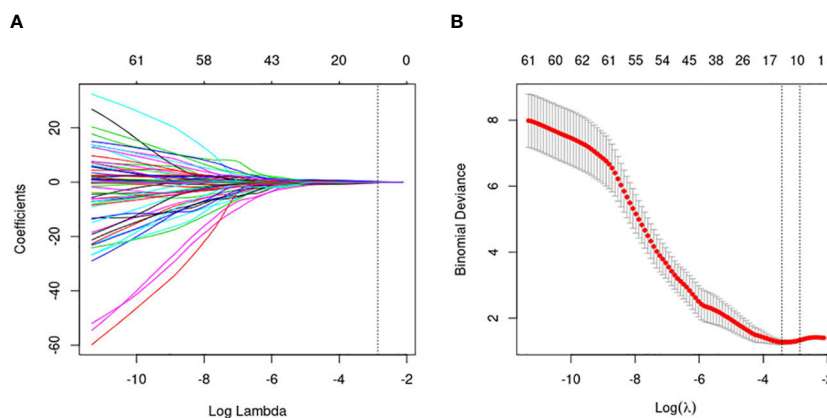 A
61 58 43 20 0
Coefficients
20
0
-20
-40
-60
-10 -8 -6 -4 -2
Log Lambda
B
61 60 62 61 55 54 45 38 26 17 10 1
Binomial Deviance
8
6
4
2
-10 -8 -6 -4 -2
Log(λ)